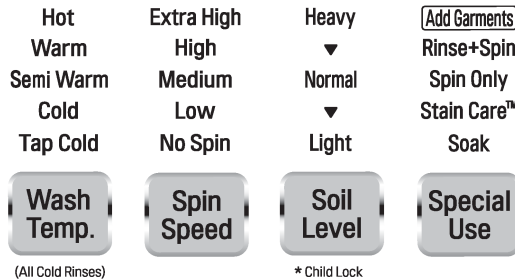 Hot Extra High Heavy Add Garments
Warm High ▼ Rinse+Spin
Semi Warm Medium Normal Spin Only
Cold Low ▼ Stain Care™
Tap Cold No Spin Light Soak
Wash Spin Soil Special
Temp. Speed Level Use
(All Cold Rinses) * Child Lock